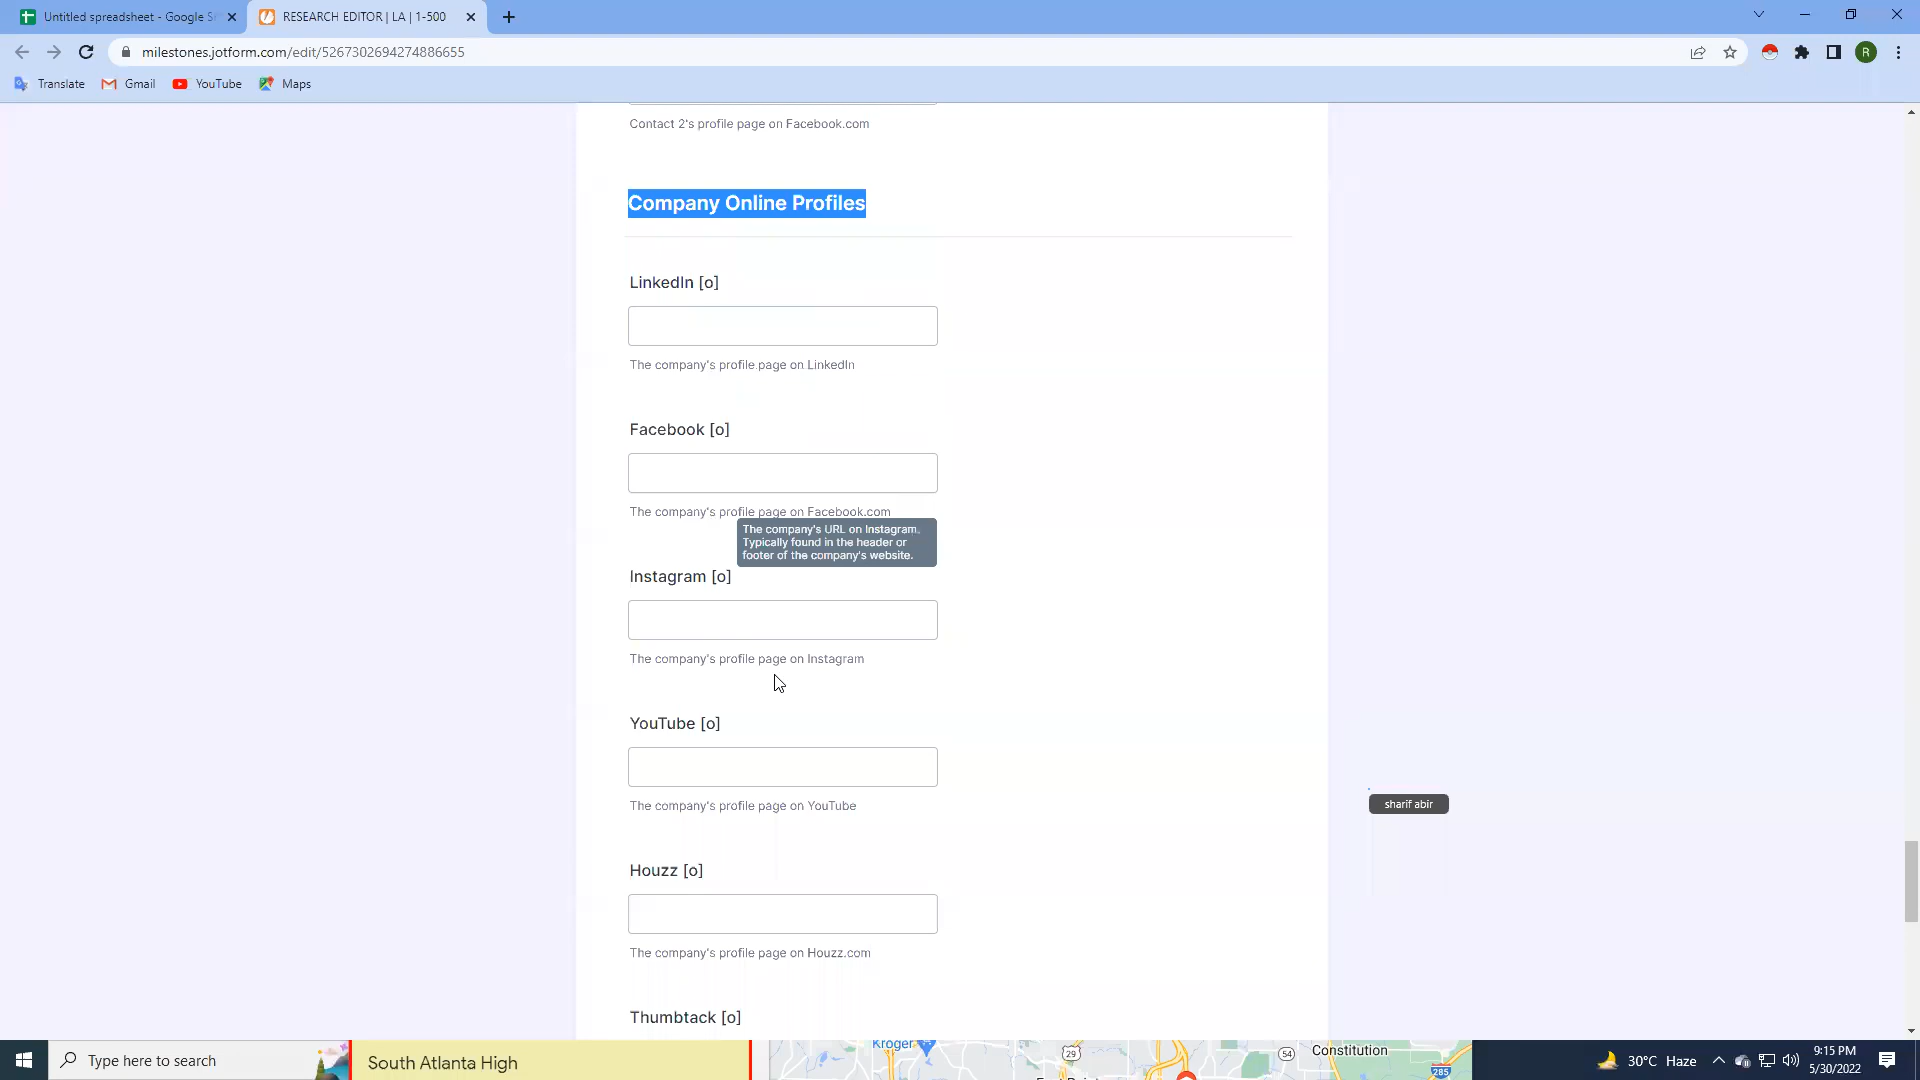 Untitled spreadsheet - Google S
RESEARCH EDITOR | LA | 1-500
milestones.jotform.com/edit/5267302694274886655
R
Translate
Gmail
YouTube
Maps
Contact 2's profile page on Facebook.com
Company Online Profiles
LinkedIn [o]
The company's profile page on LinkedIn
Facebook [o]
The company's profile page on Facebook.com
The company's URL on Instagram.
Typically found in the header or
footer of the company's website.
Instagram [o]
The company's profile page on Instagram
YouTube [o]
The company's profile page on YouTube
sharif abir
Houzz [o]
The company's profile page on Houzz.com
Thumbtack [o]
Type here to search
South Atlanta High
Kroger
29
54
Constitution
285
30°C Haze
9:15 PM
5/30/2022